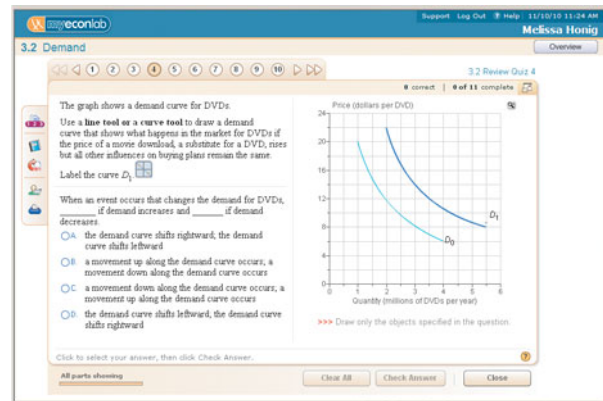 Support Log Out ? Help 11/10/10 11:24 AM
myeconlab
Melissa Honig
3.2 Demand
Overview
1 2 3 4 5 6 7 8 9 10
3.2 Review Quiz 4
0 correct | 0 of 11 complete
The graph shows a demand curve for DVDs.
Use a line tool or a curve tool to draw a demand
curve that shows what happens in the market for DVDs if
the price of a movie download, a substitute for a DVD, rises
but all other influences on buying plans remain the same.
Label the curve D1
When an event occurs that changes the demand for DVDs,
______ if demand increases and ______ if demand
decreases.
A. the demand curve shifts rightward; the demand
curve shifts leftward
B. a movement up along the demand curve occurs; a
movement down along the demand curve occurs
C. a movement down along the demand curve occurs; a
movement up along the demand curve occurs
D. the demand curve shifts leftward; the demand curve
shifts rightward
Price (dollars per DVD)
24
20
16
12
8
4
0
D1
D0
0 1 2 3 4 5 6
Quantity (millions of DVDs per year)
>>> Draw only the objects specified in the question.
Click to select your answer, then click Check Answer.
?
All parts showing
Clear All
Check Answer
Close